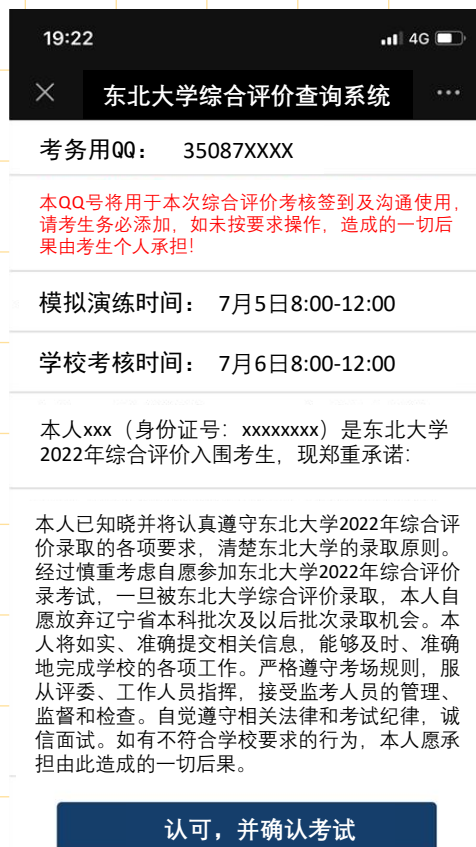 19:22
4G
东北大学综合评价查询系统
考务用QQ： 35087XXXX
本QQ号将用于本次综合评价考核签到及沟通使用，
请考生务必添加，如未按要求操作，造成的一切后
果由考生个人承担!
模拟演练时间： 7月5日8:00-12:00
学校考核时间： 7月6日8:00-12:00
本人xxx（身份证号：xxxxxxxx）是东北大学
2022年综合评价入围考生，现郑重承诺：
本人已知晓并将认真遵守东北大学2022年综合评
价录取的各项要求，清楚东北大学的录取原则。
经过慎重考虑自愿参加东北大学2022年综合评价
录考试，一旦被东北大学综合评价录取，本人自
愿放弃辽宁省本科批次及以后批次录取机会。本
人将如实、准确提交相关信息，能够及时、准确
地完成学校的各项工作。严格遵守考场规则，服
从评委、工作人员指挥，接受监考人员的管理、
监督和检查。自觉遵守相关法律和考试纪律，诚
信面试。如有不符合学校要求的行为，本人愿承
担由此造成的一切后果。
认可，并确认考试